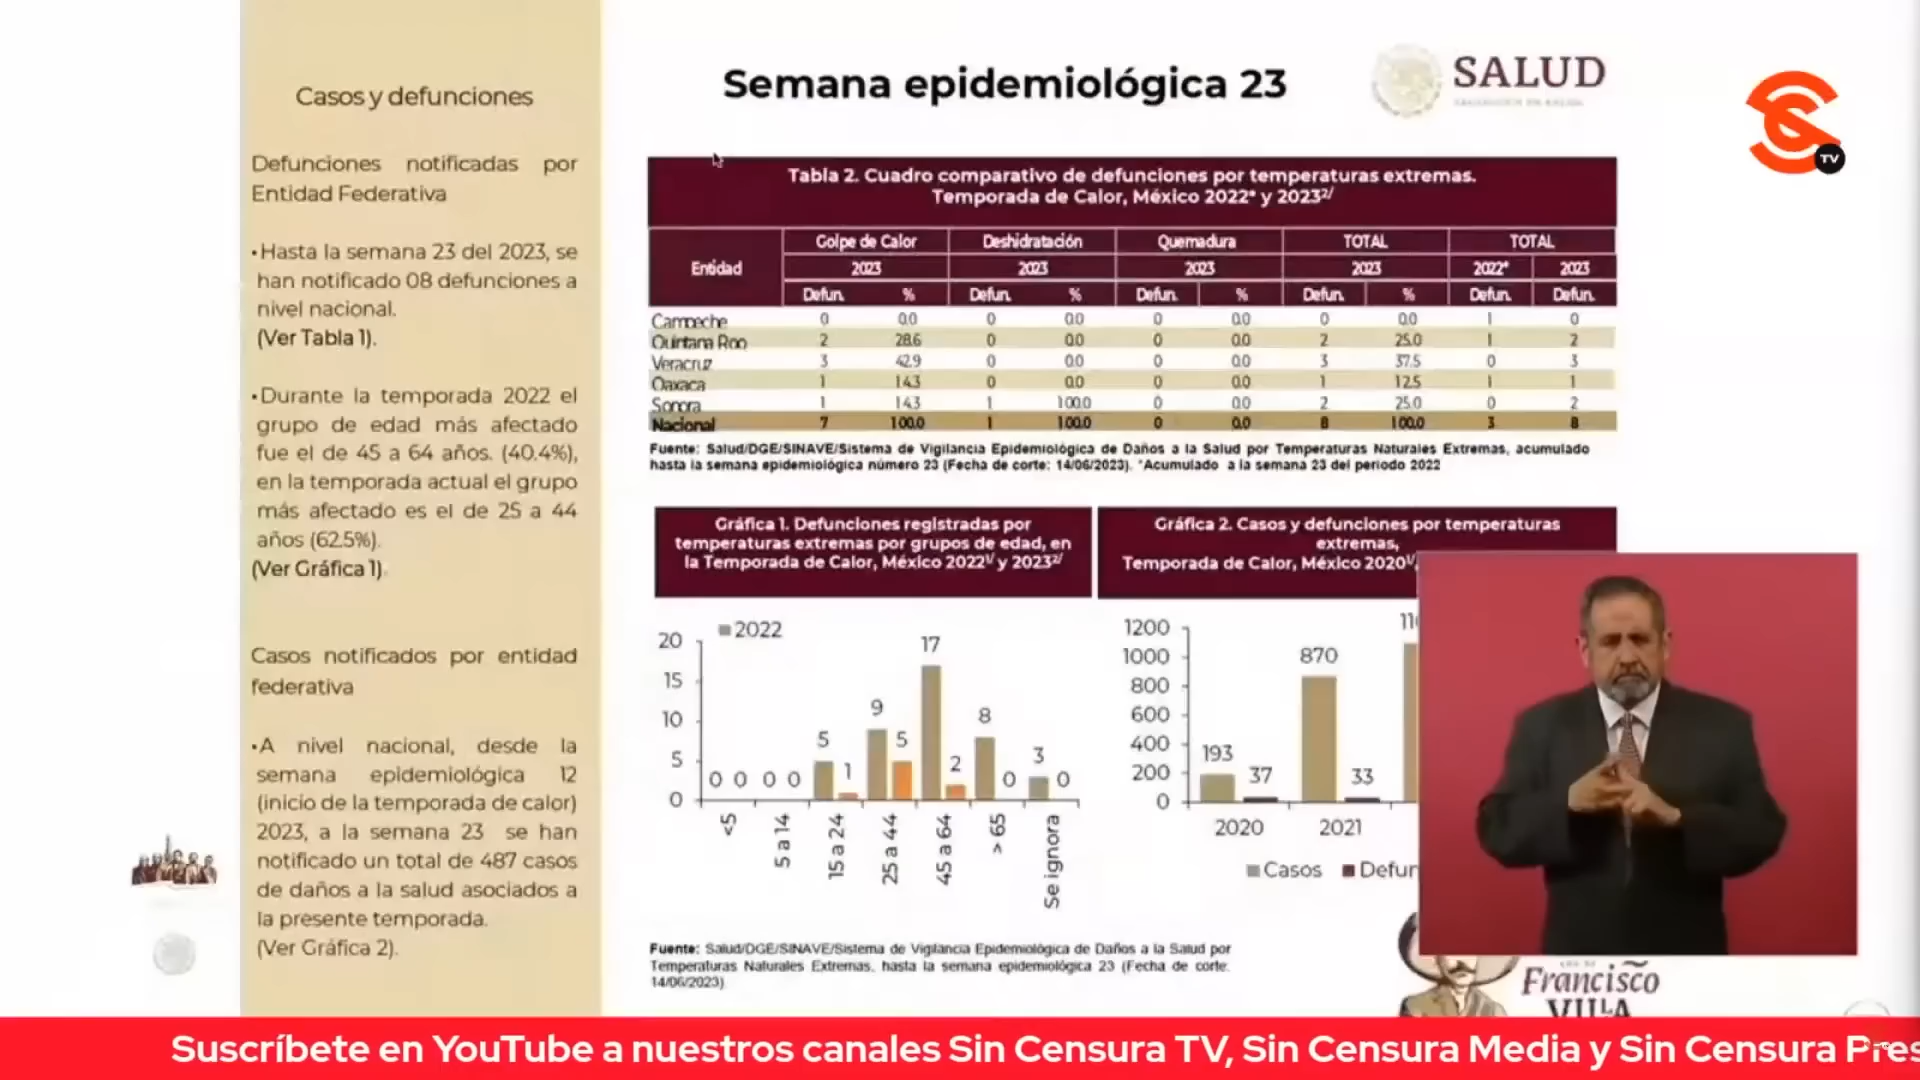 Casos y defunciones
Defunciones notificadas por
Entidad Federativa
•Hasta la semana 23 del 2023, se
han notificado 08 defunciones a
nivel nacional.
(Ver Tabla 1).
•Durante la temporada 2022 el
grupo de edad más afectado
fue el de 45 a 64 años. (40.4%),
en la temporada actual el grupo
más afectado es el de 25 a 44
años (62.5%).
(Ver Gráfica 1).
Casos notificados por entidad
federativa
•A nivel nacional, desde la
semana epidemiológica 12
(inicio de la temporada de calor)
2023, a la semana 23 se han
notificado un total de 487 casos
de daños a la salud asociados a
la presente temporada.
(Ver Gráfica 2).
Semana epidemiológica 23
SALUD
TV
Tabla 2. Cuadro comparativo de defunciones por temperaturas extremas.
Temporada de Calor, México 2022* y 2023²/
Entidad Golpe de Calor Deshidratación Quemadura TOTAL TOTAL
2023 2023 2023 2023 2022* 2023
Defun. % Defun. % Defun. % Defun. % Defun. Defun.
Campeche 0 0.0 0 0.0 0 0.0 0 0.0 1 0
Quintana Roo 2 28.6 0 0.0 0 0.0 2 25.0 1 2
Veracruz 3 42.9 0 0.0 0 0.0 3 37.5 0 3
Oaxaca 1 14.3 0 0.0 0 0.0 1 12.5 1 1
Sonora 1 14.3 1 100.0 0 0.0 2 25.0 0 2
Nacional 7 100.0 1 100.0 0 0.0 8 100.0 3 8
Fuente: Salud/DGE/SINAVE/Sistema de Vigilancia Epidemiológica de Daños a la Salud por Temperaturas Naturales Extremas, acumulado
hasta la semana epidemiológica número 23 (Fecha de corte: 14/06/2023). *Acumulado a la semana 23 del periodo 2022
Gráfica 1. Defunciones registradas por
temperaturas extremas por grupos de edad, en
la Temporada de Calor, México 2022¹/ y 2023²/
2022
20
15
10
5
0
0 0 0 0 5 1 9 5 17 2 8 0 3 0
<5 5 a 14 15 a 24 25 a 44 45 a 64 > 65 Se ignora
Gráfica 2. Casos y defunciones por temperaturas
extremas,
Temporada de Calor, México 2020¹/,
1200
1000
800
600
400
200
0
193 37 870 33 11
2020 2021
Casos Defun
Fuente: Salud/DGE/SINAVE/Sistema de Vigilancia Epidemiológica de Daños a la Salud por
Temperaturas Naturales Extremas, hasta la semana epidemiológica 23 (Fecha de corte:
14/06/2023)
Francisco
VILLA
Suscríbete en YouTube a nuestros canales Sin Censura TV, Sin Censura Media y Sin Censura Pres